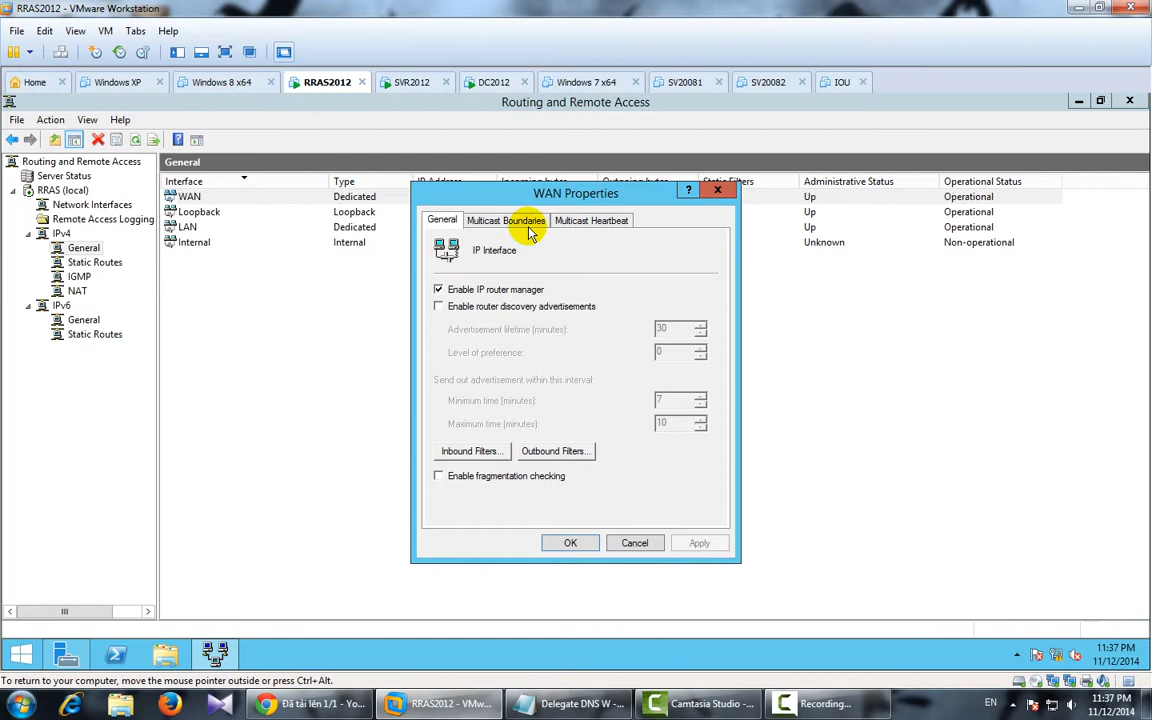 RRAS2012 - VMware Workstation
File Edit View VM Tabs Help
Home Windows XP Windows 8 x64 RRAS2012 SVR2012 DC2012 Windows 7 x64 SV20081 SV20082 IOU
Routing and Remote Access
File Action View Help
Routing and Remote Access
Server Status
RRAS (local)
Network Interfaces
Remote Access Logging
IPv4
General
Static Routes
IGMP
NAT
IPv6
General
Static Routes
General
Interface Type Administrative Status Operational Status
WAN Dedicated Up Operational
Loopback Loopback Up Operational
LAN Dedicated Up Operational
Internal Internal Unknown Non-operational
WAN Properties
?
General Multicast Boundaries Multicast Heartbeat
IP Interface
Enable IP router manager
Enable router discovery advertisements
Advertisement lifetime (minutes): 30
Level of preference: 0
Send out advertisement within this interval:
Minimum time (minutes): 7
Maximum time (minutes): 10
Inbound Filters... Outbound Filters...
Enable fragmentation checking
OK Cancel Apply
11:37 PM
11/12/2014
To return to your computer, move the mouse pointer outside or press Ctrl+Alt.
Đã tải lên 1/1 - Yo... RRAS2012 - VMw... Delegate DNS W - ... Camtasia Studio - ... Recording...
EN
11:37 PM
11/12/2014